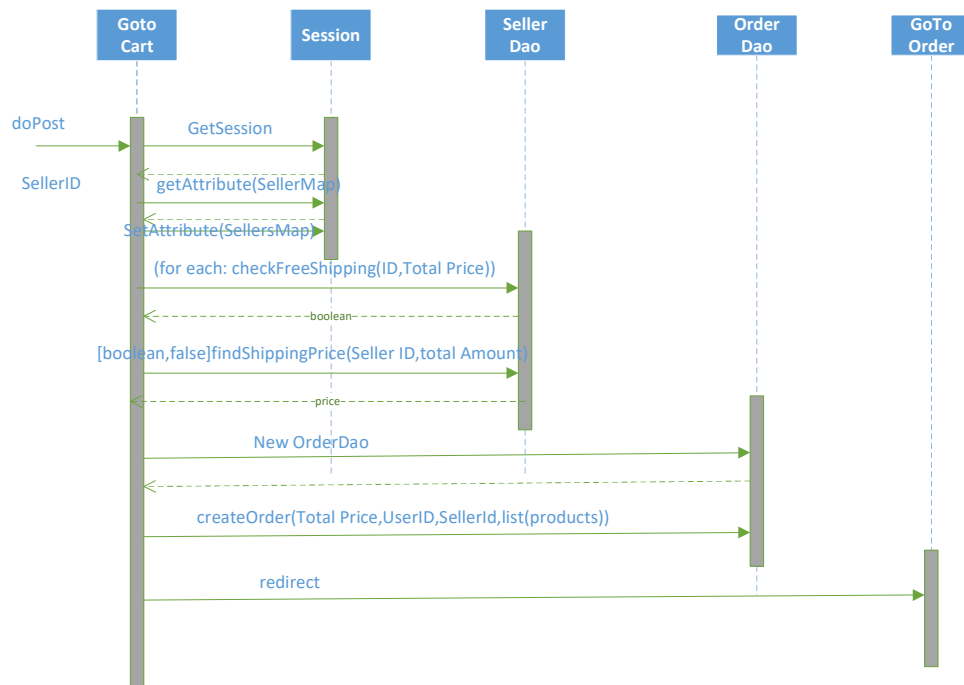 Goto
Cart
Session
Seller
Dao
Order
Dao
GoTo
Order
doPost
GetSession
SellerID
getAttribute(SellerMap)
SetAttribute(SellersMap)
(for each: checkFreeShipping(ID,Total Price))
boolean
[boolean,false]findShippingPrice(Seller ID,total Amount)
price
New OrderDao
createOrder(Total Price,UserID,SellerId,list(products))
redirect